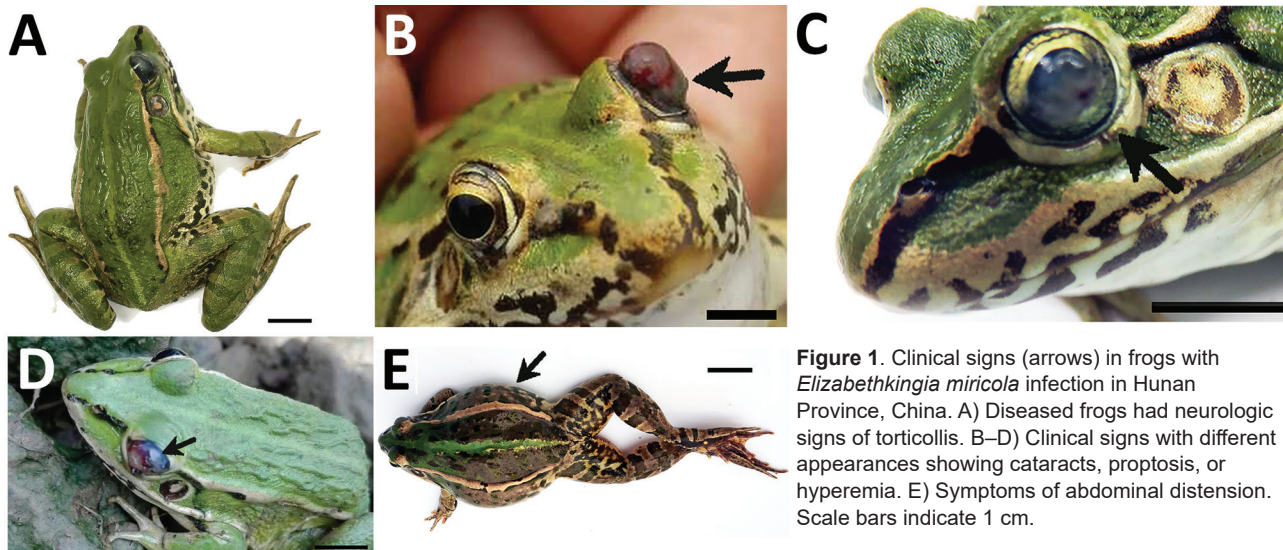 A
B
C
D
E
Figure 1. Clinical signs (arrows) in frogs with
Elizabethkingia miricola infection in Hunan
Province, China. A) Diseased frogs had neurologic
signs of torticollis. B–D) Clinical signs with different
appearances showing cataracts, proptosis, or
hyperemia. E) Symptoms of abdominal distension.
Scale bars indicate 1 cm.